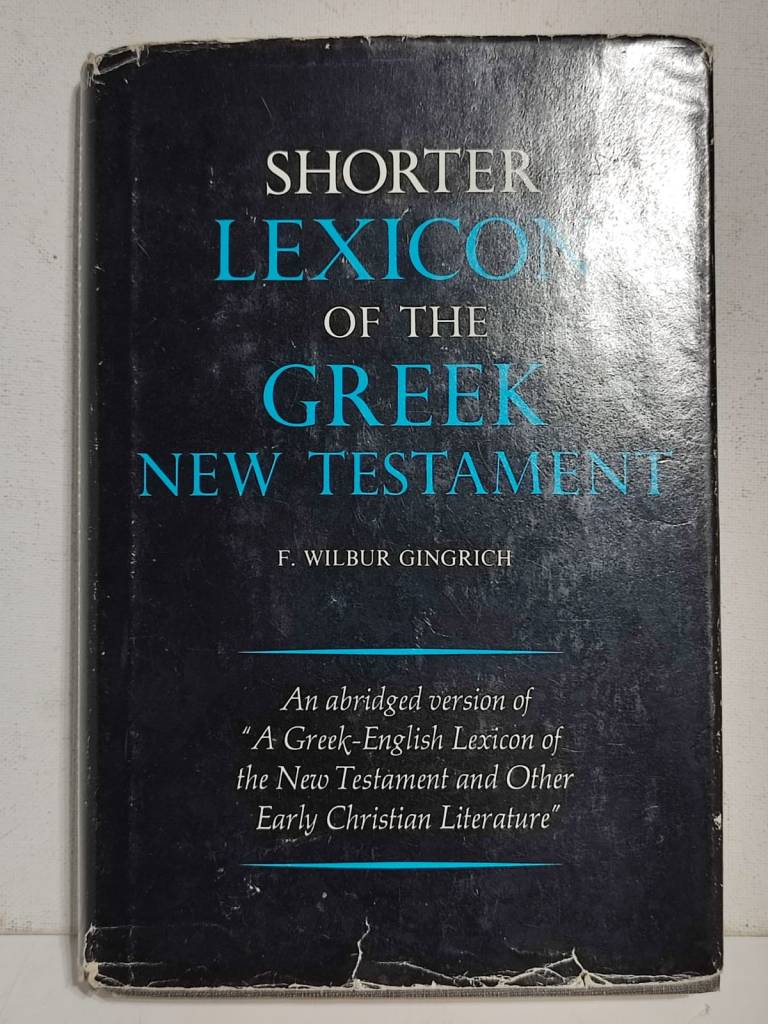 SHORTER
LEXICON
OF THE
GREEK
NEW TESTAMENT
F. WILBUR GINGRICH
An abridged version of
“A Greek-English Lexicon of
the New Testament and Other
Early Christian Literature”